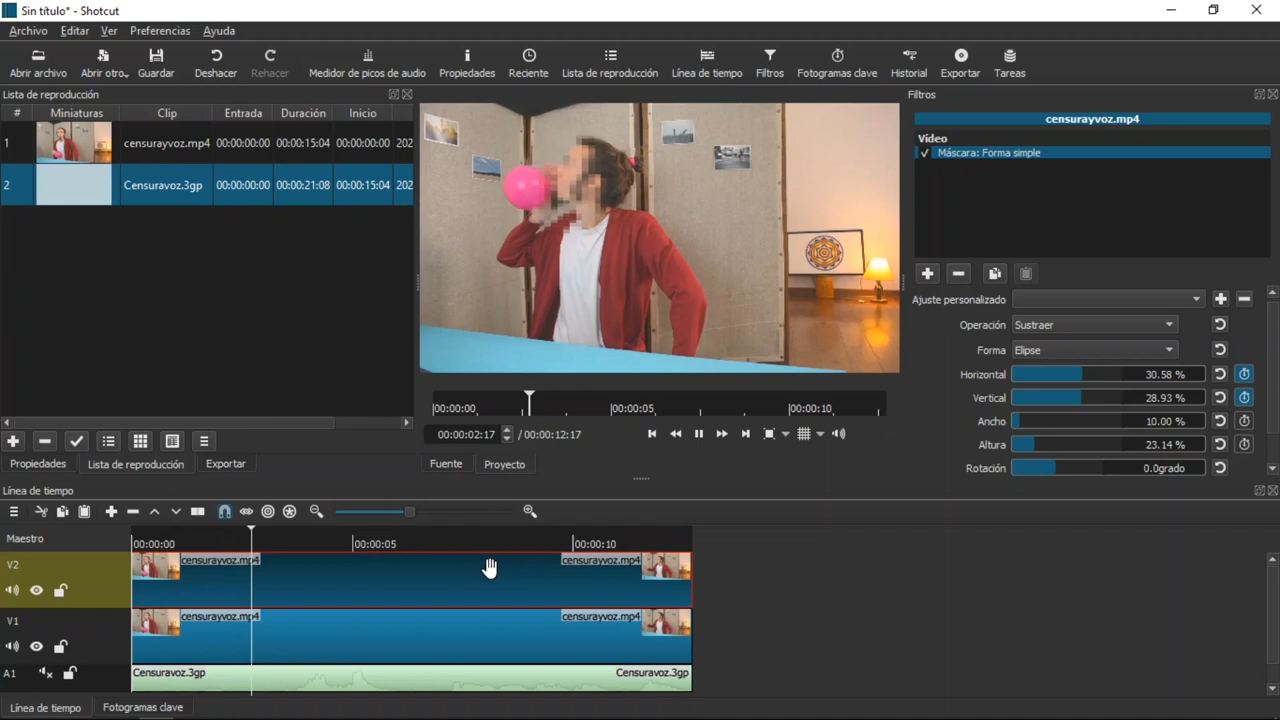 Sin título* - Shotcut
Archivo Editar Ver Preferencias Ayuda
Abrir archivo Abrir otro... Guardar Deshacer Rehacer Medidor de picos de audio Propiedades Reciente Lista de reproducción Línea de tiempo Filtros Fotogramas clave Historial Exportar Tareas
Lista de reproducción
# Miniaturas Clip Entrada Duración Inicio
1 censurayvoz.mp4 00:00:00:00 00:00:15:04 00:00:00:00 202
2 Censuravoz.3gp 00:00:00:00 00:00:21:08 00:00:15:04 202
Propiedades Lista de reproducción Exportar
00:00:00 00:00:05 00:00:10
00:00:02:17 / 00:00:12:17
Fuente Proyecto
Filtros
censurayvoz.mp4
Vídeo
Máscara: Forma simple
Ajuste personalizado
Operación Sustraer
Forma Elipse
Horizontal 30.58 %
Vertical 28.93 %
Ancho 10.00 %
Altura 23.14 %
Rotación 0.0grado
Línea de tiempo
Maestro 00:00:00 00:00:05 00:00:10
V2 censurayvoz.mp4 censurayvoz.mp4
V1 censurayvoz.mp4 censurayvoz.mp4
A1 Censuravoz.3gp Censuravoz.3gp
Línea de tiempo Fotogramas clave